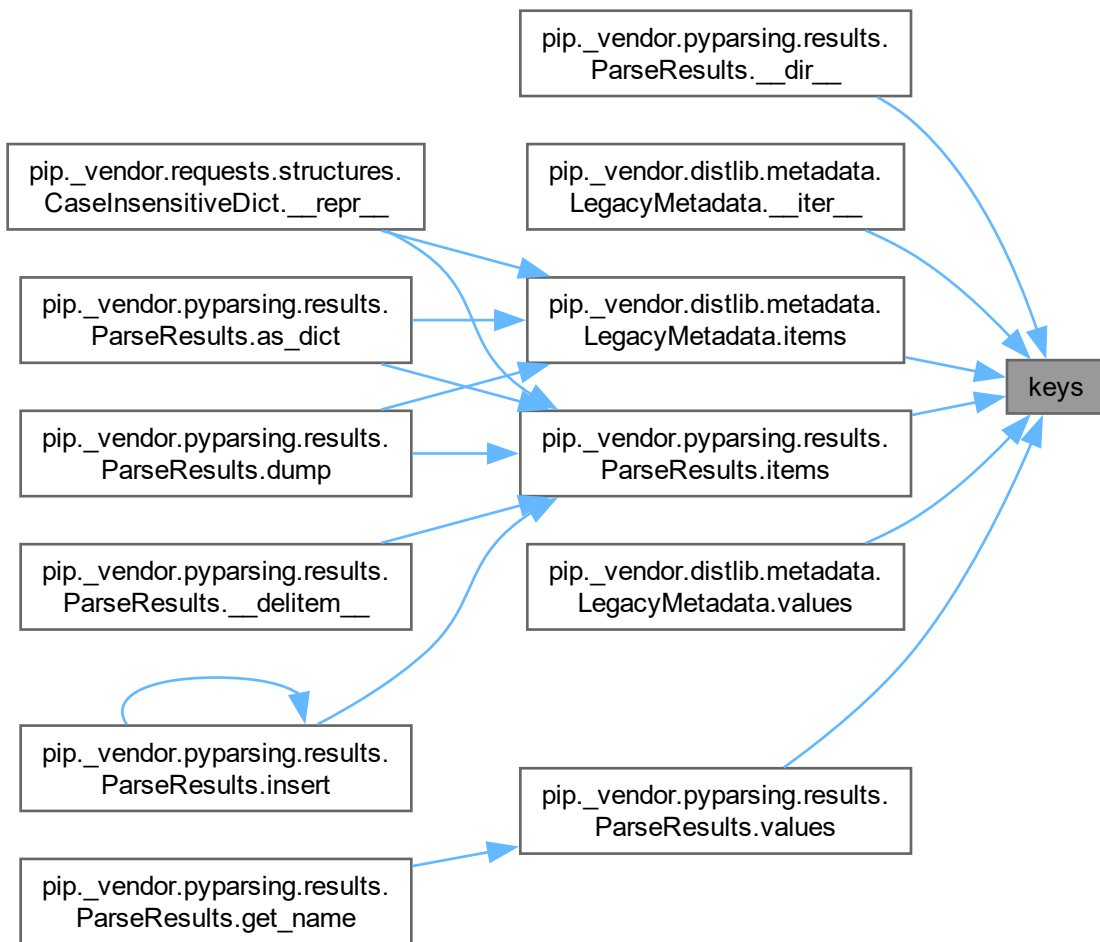 pip._vendor.pyparsing.results.
ParseResults.__dir__
pip._vendor.requests.structures.
CaseInsensitiveDict.__repr__
pip._vendor.distlib.metadata.
LegacyMetadata.__iter__
pip._vendor.pyparsing.results.
ParseResults.as_dict
pip._vendor.distlib.metadata.
LegacyMetadata.items
keys
pip._vendor.pyparsing.results.
ParseResults.dump
pip._vendor.pyparsing.results.
ParseResults.items
pip._vendor.pyparsing.results.
ParseResults.__delitem__
pip._vendor.distlib.metadata.
LegacyMetadata.values
pip._vendor.pyparsing.results.
ParseResults.insert
pip._vendor.pyparsing.results.
ParseResults.values
pip._vendor.pyparsing.results.
ParseResults.get_name